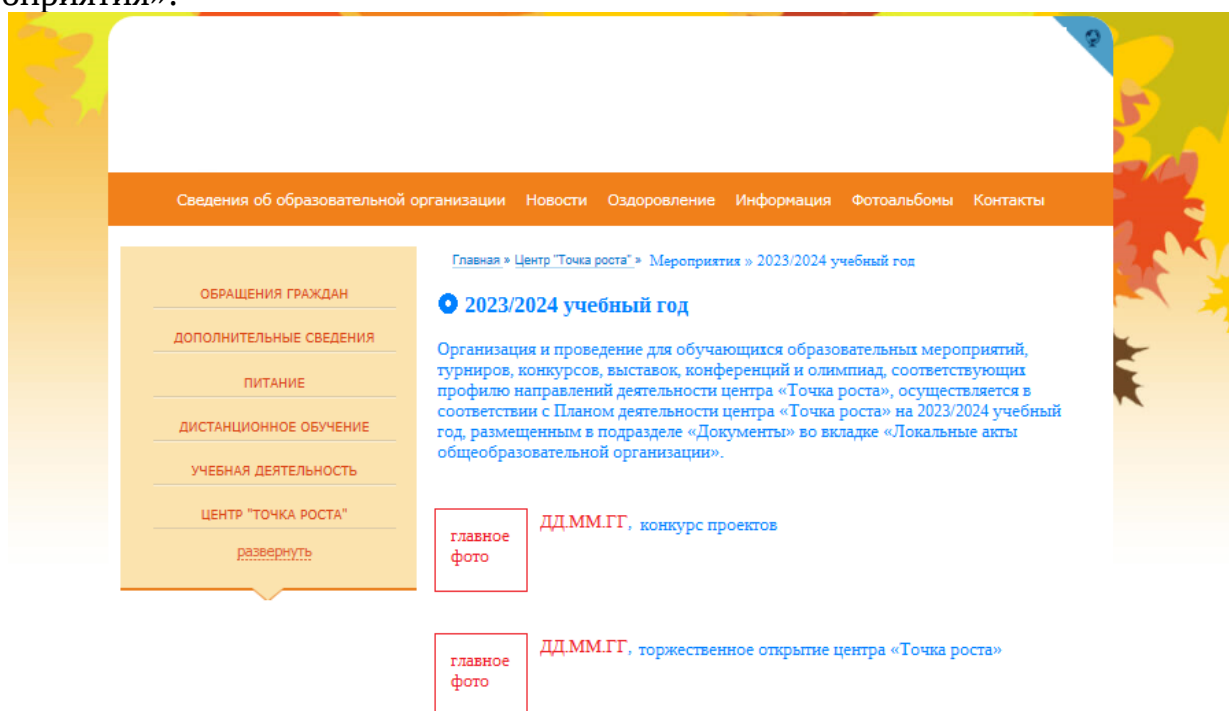 Сведения об образовательной организации Новости Оздоровление Информация Фотоальбомы Контакты
ОБРАЩЕНИЯ ГРАЖДАН
ДОПОЛНИТЕЛЬНЫЕ СВЕДЕНИЯ
ПИТАНИЕ
ДИСТАНЦИОННОЕ ОБУЧЕНИЕ
УЧЕБНАЯ ДЕЯТЕЛЬНОСТЬ
ЦЕНТР "ТОЧКА РОСТА"
развернуть
Главная » Центр "Точка роста" » Мероприятия » 2023/2024 учебный год
2023/2024 учебный год
Организация и проведение для обучающихся образовательных мероприятий,
турниров, конкурсов, выставок, конференций и олимпиад, соответствующих
профилю направлений деятельности центра «Точка роста», осуществляется в
соответствии с Планом деятельности центра «Точка роста» на 2023/2024 учебный
год, размещенным в подразделе «Документы» во вкладке «Локальные акты
общеобразовательной организации».
главное
фото
ДД.ММ.ГГ, конкурс проектов
главное
фото
ДД.ММ.ГГ, торжественное открытие центра «Точка роста»